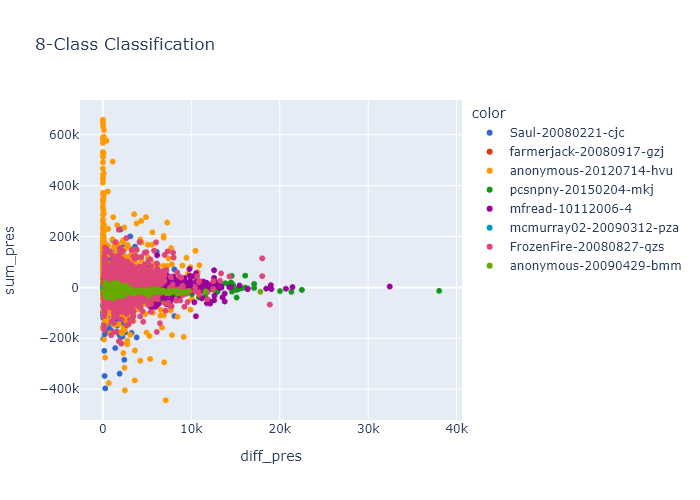 8-Class Classification
color
Saul-20080221-cjc
farmerjack-20080917-gzj
anonymous-20120714-hvu
pcsnpny-20150204-mkj
mfread-10112006-4
mcmurray02-20090312-pza
FrozenFire-20080827-qzs
anonymous-20090429-bmm
sum_pres
600k
400k
200k
0
−200k
−400k
0
10k
20k
30k
40k
diff_pres